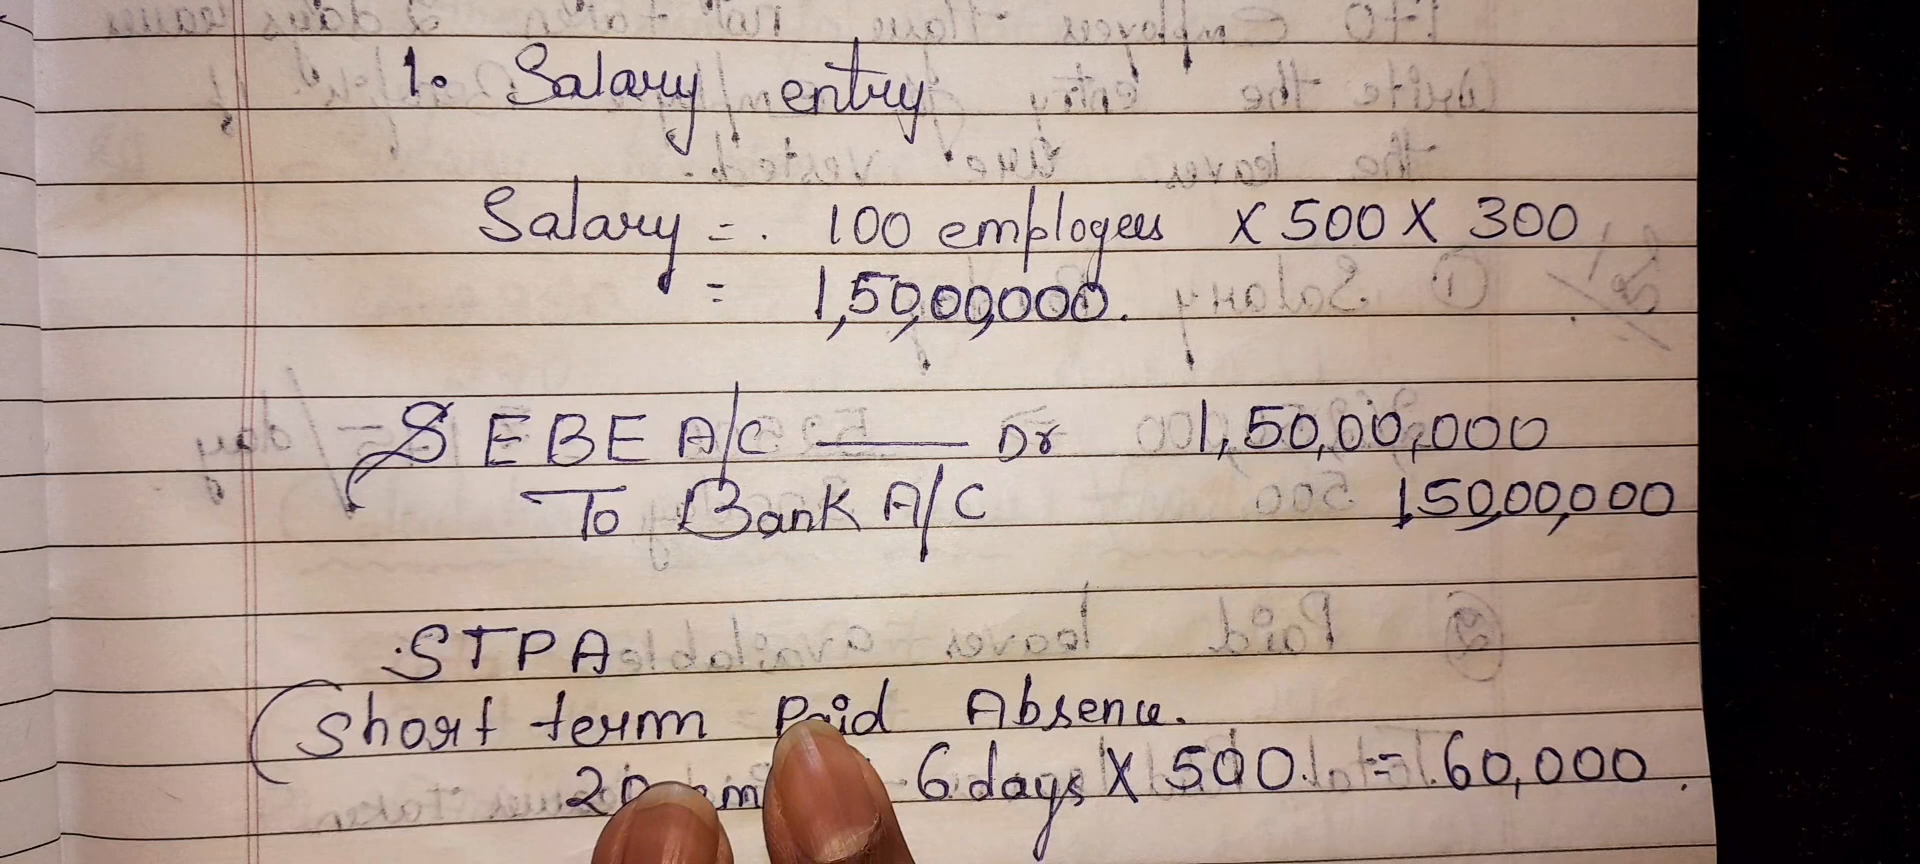 1. Salary entry
Salary = . 100 employees X 500 X 300
= 1,50,00,000.
SEBE A/C —— Dr 1,50,00,000
To Bank A/C 1,50,00,000
STPA
(Short term Paid Absence.
20 6 days X 500. = 60,000.